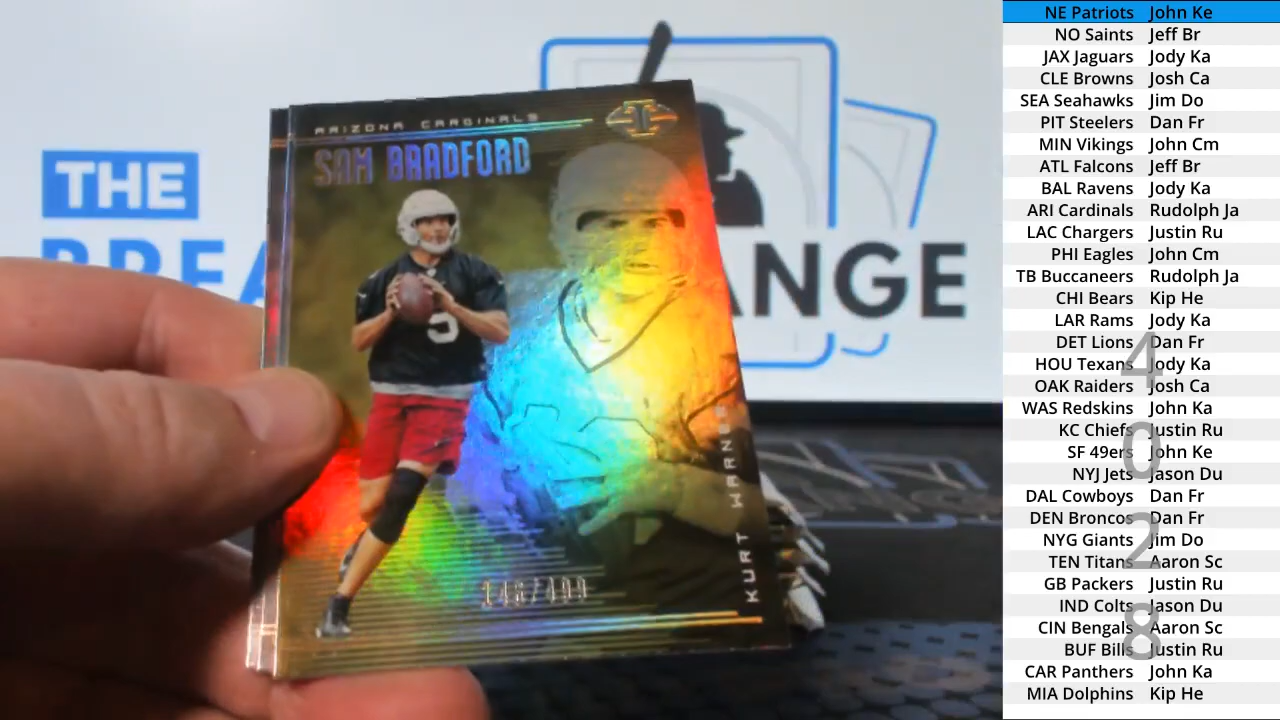 THE
ANGE
ARIZONA CARDINALS
SAM BRADFORD
5
KURT WARNER
NE Patriots John Ke
NO Saints Jeff Br
JAX Jaguars Jody Ka
CLE Browns Josh Ca
SEA Seahawks Jim Do
PIT Steelers Dan Fr
MIN Vikings John Cm
ATL Falcons Jeff Br
BAL Ravens Jody Ka
ARI Cardinals Rudolph Ja
LAC Chargers Justin Ru
PHI Eagles John Cm
TB Buccaneers Rudolph Ja
CHI Bears Kip He
LAR Rams Jody Ka
DET Lions Dan Fr
HOU Texans Jody Ka
OAK Raiders Josh Ca
WAS Redskins John Ka
KC Chiefs Justin Ru
SF 49ers John Ke
NYJ Jets Jason Du
DAL Cowboys Dan Fr
DEN Broncos Dan Fr
NYG Giants Jim Do
TEN Titans Aaron Sc
GB Packers Justin Ru
IND Colts Jason Du
CIN Bengals Aaron Sc
BUF Bills Justin Ru
CAR Panthers John Ka
MIA Dolphins Kip He
4
0
2
8